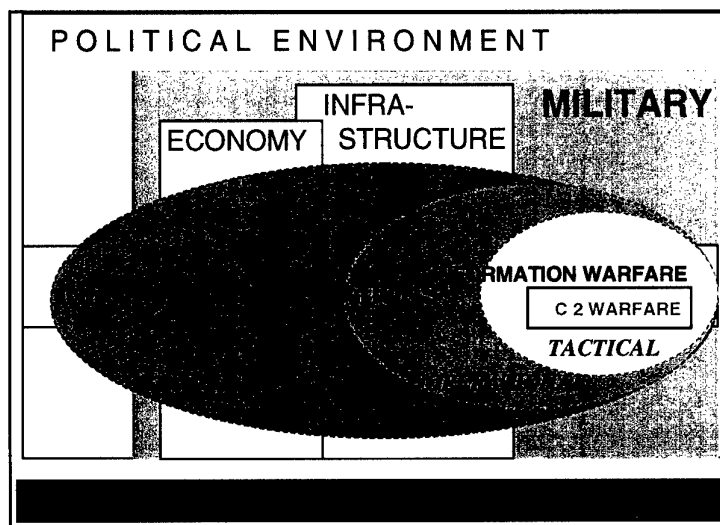 POLITICAL ENVIRONMENT
INFRA-
STRUCTURE
MILITARY
ECONOMY
RMATION WARFARE
C 2 WARFARE
TACTICAL